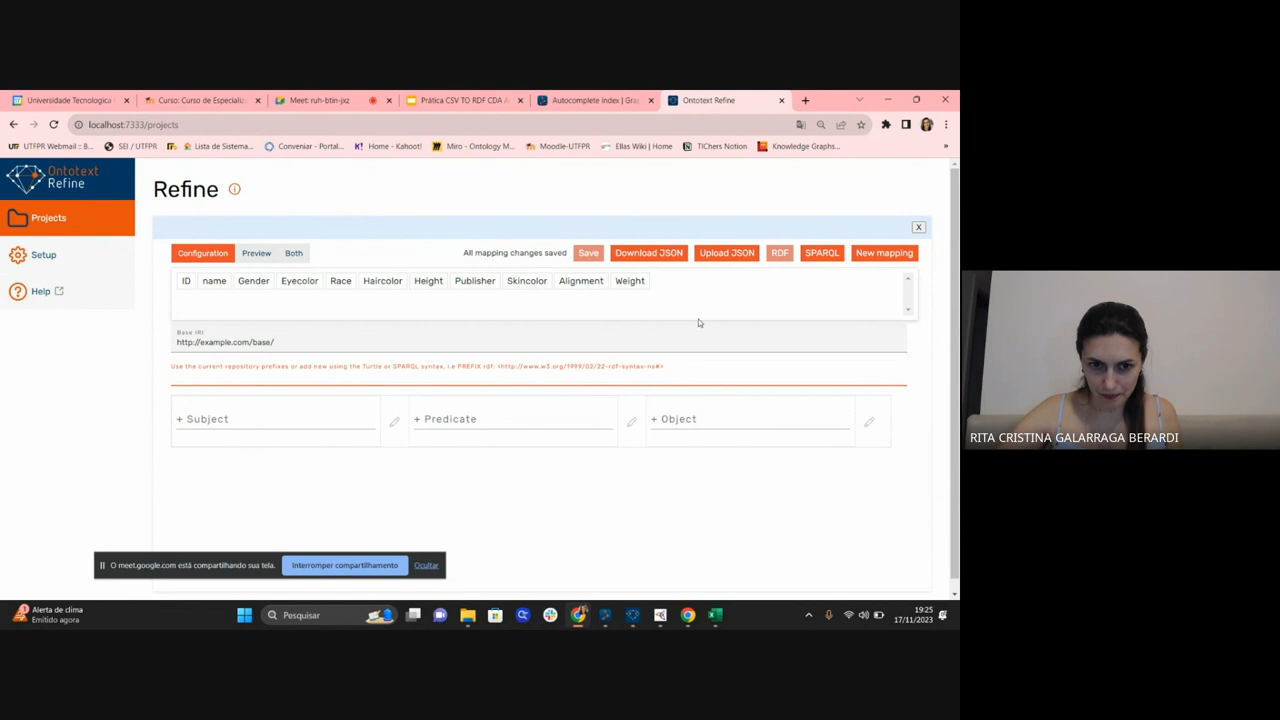 Universidade Tecnologica
Curso: Curso de Especializ
Meet: ruh-btin-jxz
Prática CSV TO RDF CDA A
Autocomplete index | Gra
Ontotext Refine
localhost:7333/projects
UTFPR Webmail :: B...
SEI / UTFPR
Lista de Sistema...
Conveniar - Portal...
Home - Kahoot!
Miro - Ontology M...
Moodle-UTFPR
Ellas Wiki | Home
TIChers Notion
Knowledge Graphs...
Ontotext
Refine
Refine
Projects
Setup
Help
X
Configuration Preview Both All mapping changes saved Save Download JSON Upload JSON RDF SPARQL New mapping
ID name Gender Eyecolor Race Haircolor Height Publisher Skincolor Alignment Weight
Base IRI
http://example.com/base/
Use the current repository prefixes or add new using the Turtle or SPARQL syntax, i.e PREFIX rdf: <http://www.w3.org/1999/02/22-rdf-syntax-ns#>
+ Subject + Predicate + Object
RITA CRISTINA GALARRAGA BERARDI
O meet.google.com está compartilhando sua tela. Interromper compartilhamento Ocultar
Alerta de clima
Emitido agora
Pesquisar
19:25
17/11/2023